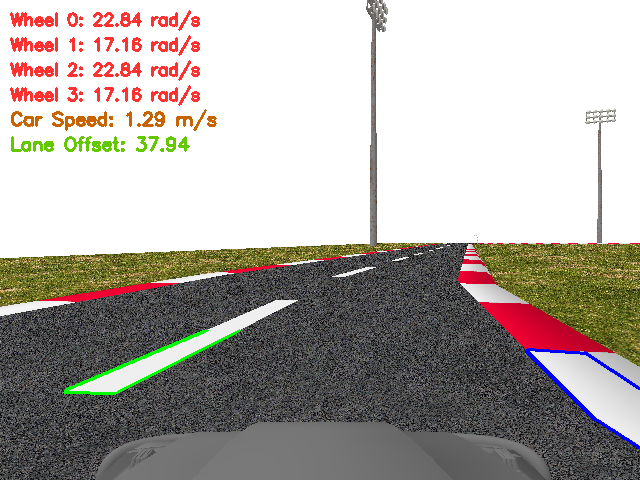 Wheel 0: 22.84 rad/s
Wheel 1: 17.16 rad/s
Wheel 2: 22.84 rad/s
Wheel 3: 17.16 rad/s
Car Speed: 1.29 m/s
Lane Offset: 37.94